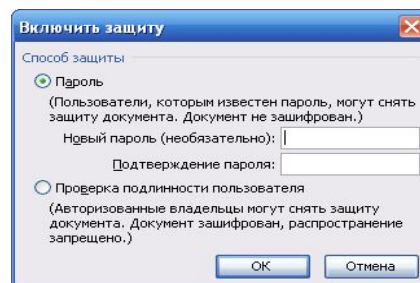 Включить защиту
Способ защиты
Пароль
(Пользователи, которым известен пароль, могут снять
защиту документа. Документ не зашифрован.)
Новый пароль (необязательно):
Подтверждение пароля:
Проверка подлинности пользователя
(Авторизованные владельцы могут снять защиту
документа. Документ зашифрован, распространение
запрещено.)
ОК Отмена